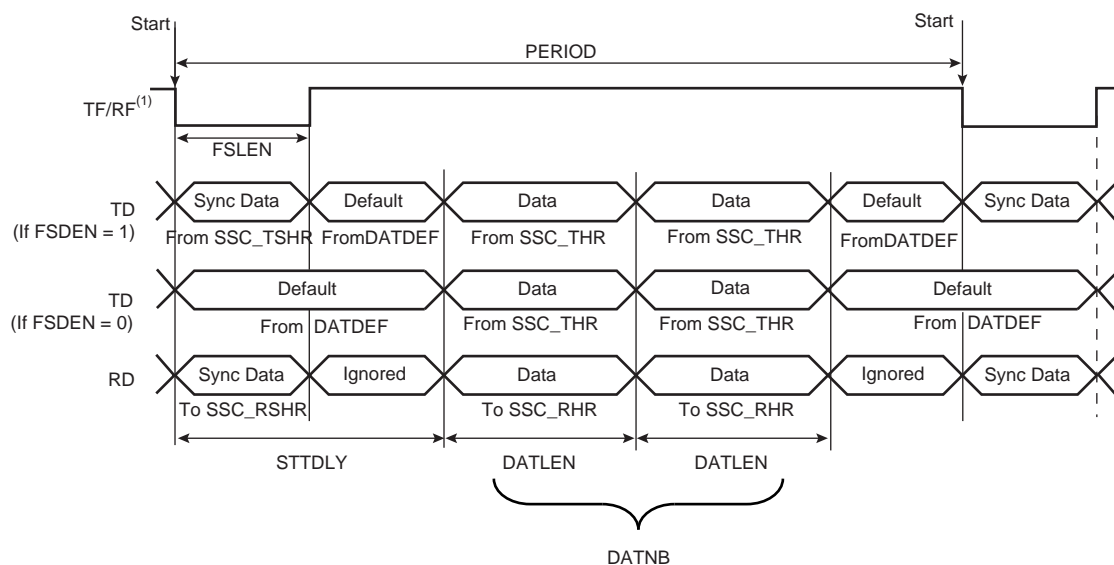 Start
Start
PERIOD
TF/RF(1)
FSLEN
TD
(If FSDEN = 1)
Sync Data
Default
Data
Data
Default
Sync Data
From SSC_TSHR
FromDATDEF
From SSC_THR
From SSC_THR
FromDATDEF
TD
(If FSDEN = 0)
Default
Data
Data
Default
From DATDEF
From SSC_THR
From SSC_THR
From DATDEF
RD
Sync Data
Ignored
Data
Data
Ignored
Sync Data
To SSC_RSHR
To SSC_RHR
To SSC_RHR
STTDLY
DATLEN
DATLEN
DATNB